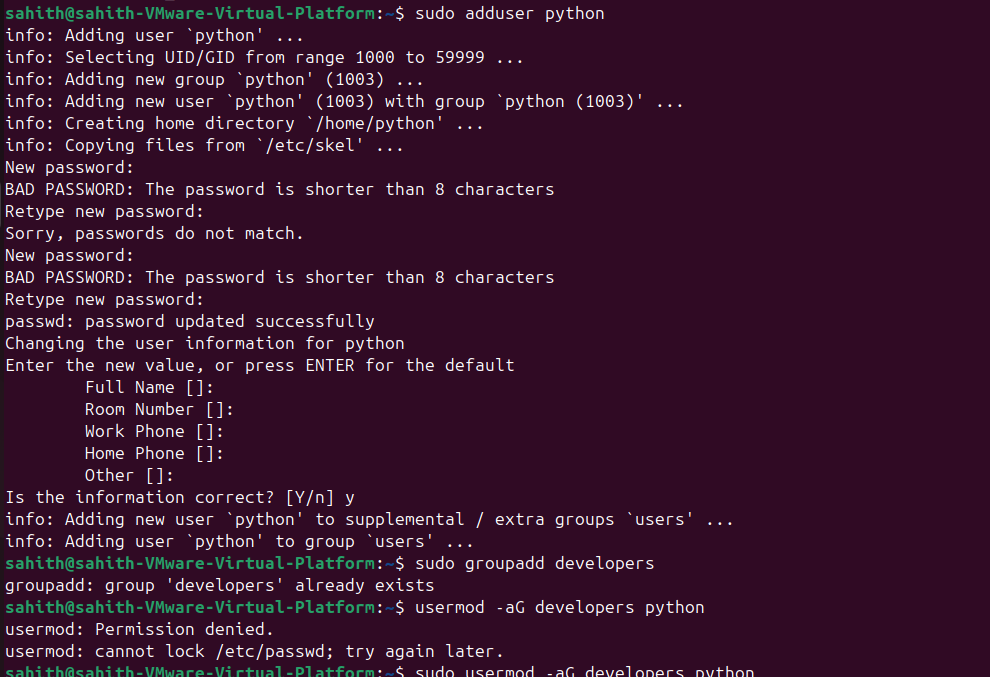 sahith@sahith-VMware-Virtual-Platform:~$ sudo adduser python
info: Adding user `python' ...
info: Selecting UID/GID from range 1000 to 59999 ...
info: Adding new group `python' (1003) ...
info: Adding new user `python' (1003) with group `python (1003)' ...
info: Creating home directory `/home/python' ...
info: Copying files from `/etc/skel' ...
New password:
BAD PASSWORD: The password is shorter than 8 characters
Retype new password:
Sorry, passwords do not match.
New password:
BAD PASSWORD: The password is shorter than 8 characters
Retype new password:
passwd: password updated successfully
Changing the user information for python
Enter the new value, or press ENTER for the default
        Full Name []:
        Room Number []:
        Work Phone []:
        Home Phone []:
        Other []:
Is the information correct? [Y/n] y
info: Adding new user `python' to supplemental / extra groups `users' ...
info: Adding user `python' to group `users' ...
sahith@sahith-VMware-Virtual-Platform:~$ sudo groupadd developers
groupadd: group 'developers' already exists
sahith@sahith-VMware-Virtual-Platform:~$ usermod -aG developers python
usermod: Permission denied.
usermod: cannot lock /etc/passwd; try again later.
sahith@sahith-VMware-Virtual-Platform:~$ sudo usermod -aG developers python